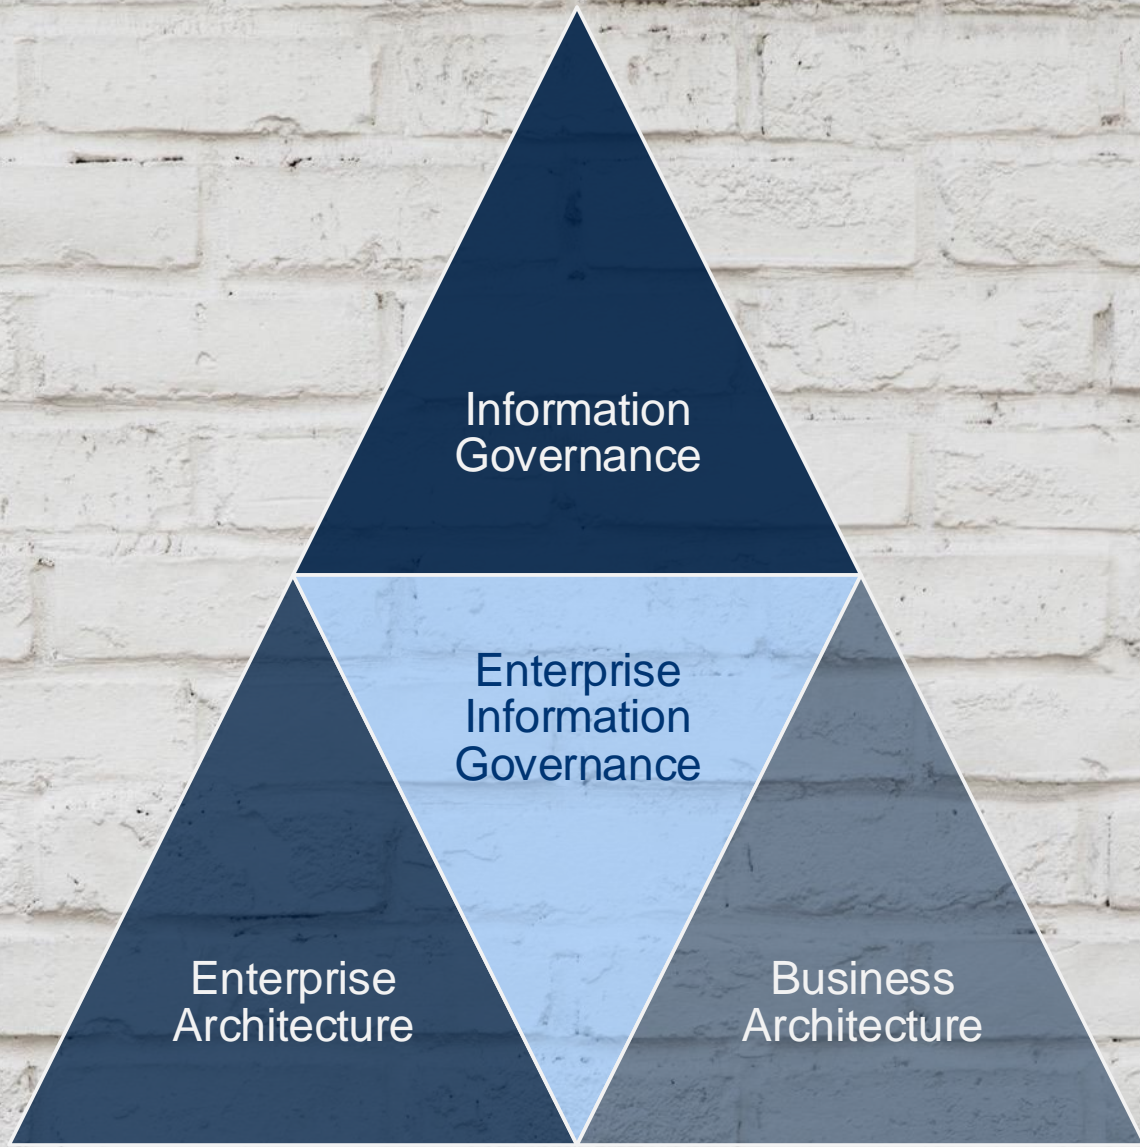 Information
Governance
Enterprise
Information
Governance
Enterprise
Architecture
Business
Architecture